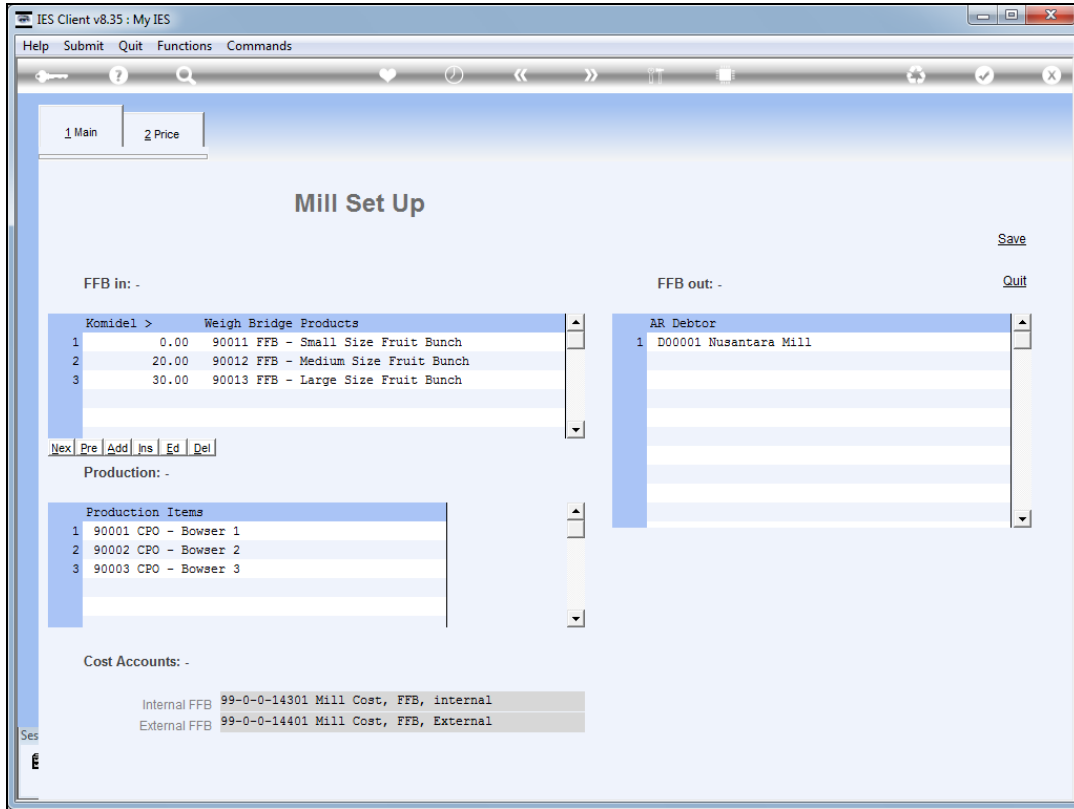 IES Client v8.35 : My IES
Help Submit Quit Functions Commands
1 Main
2 Price
Mill Set Up
Save
FFB in: -
FFB out: -
Quit
Komidel > Weigh Bridge Products
1 0.00 90011 FFB - Small Size Fruit Bunch
2 20.00 90012 FFB - Medium Size Fruit Bunch
3 30.00 90013 FFB - Large Size Fruit Bunch
AR Debtor
1 D00001 Nusantara Mill
Nex Pre Add Ins Ed Del
Production: -
Production Items
1 90001 CPO - Bowser 1
2 90002 CPO - Bowser 2
3 90003 CPO - Bowser 3
Cost Accounts: -
Internal FFB 99-0-0-14301 Mill Cost, FFB, internal
External FFB 99-0-0-14401 Mill Cost, FFB, External
Ses